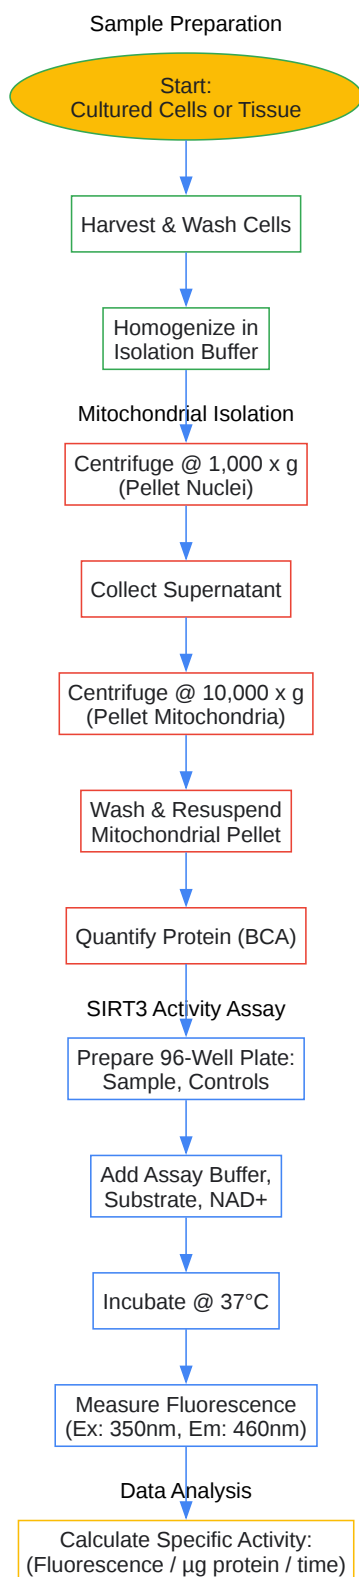 Sample Preparation
Start:
Cultured Cells or Tissue
Harvest & Wash Cells
Homogenize in
Isolation Buffer
Mitochondrial Isolation
Centrifuge @ 1,000 x g
(Pellet Nuclei)
Collect Supernatant
Centrifuge @ 10,000 x g
(Pellet Mitochondria)
Wash & Resuspend
Mitochondrial Pellet
Quantify Protein (BCA)
SIRT3 Activity Assay
Prepare 96-Well Plate:
Sample, Controls
Add Assay Buffer,
Substrate, NAD+
Incubate @ 37°C
Measure Fluorescence
(Ex: 350nm, Em: 460nm)
Data Analysis
Calculate Specific Activity:
(Fluorescence / µg protein / time)